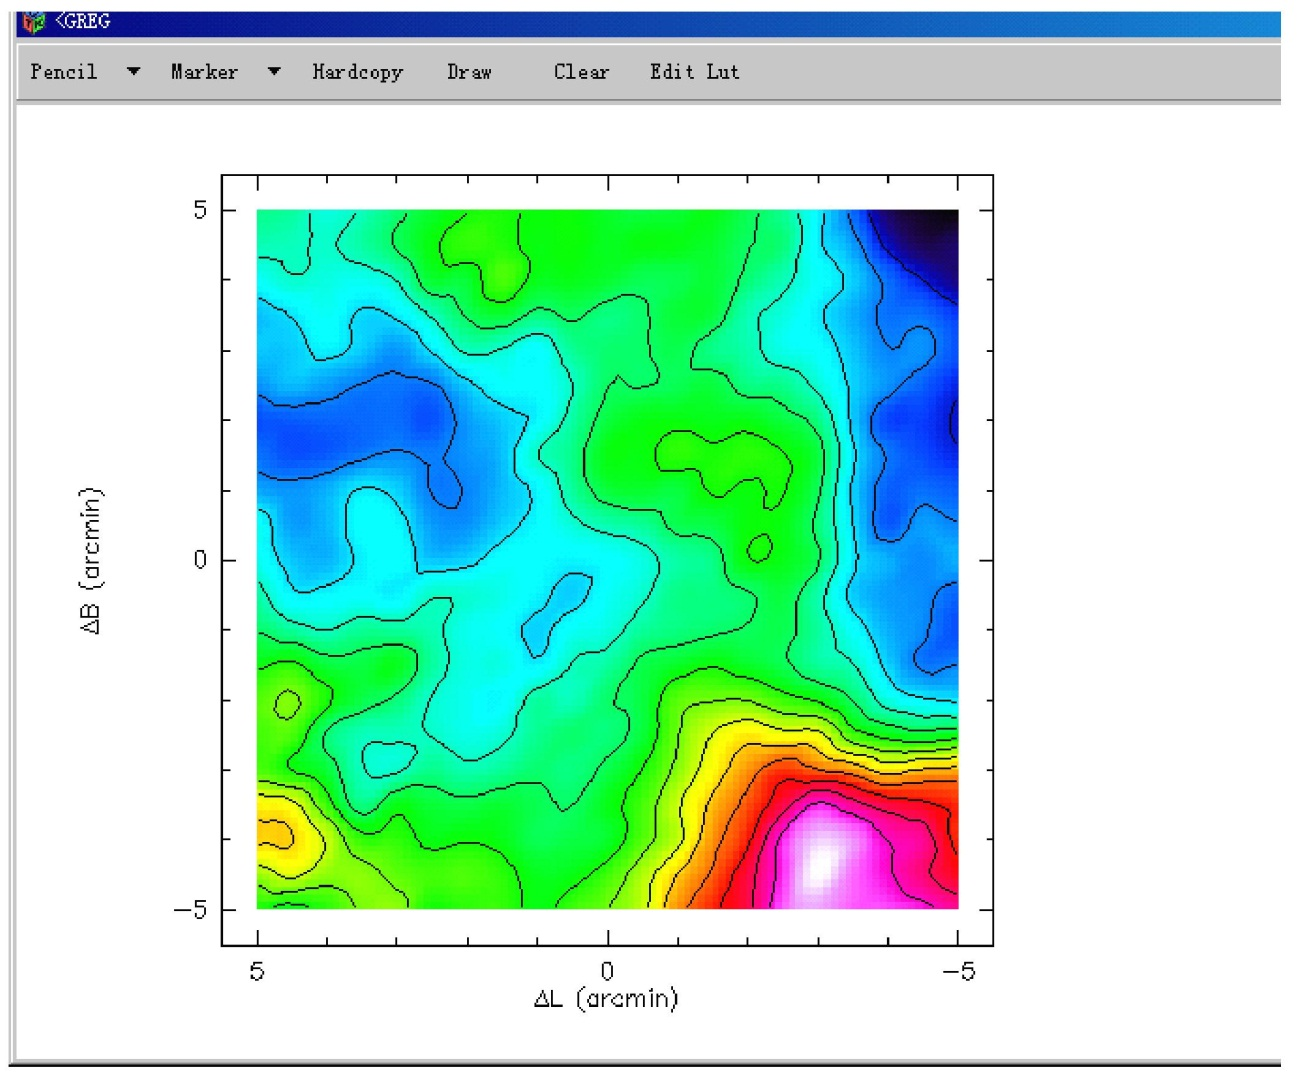 <GREG
Pencil Marker Hardcopy Draw Clear Edit Lut
5
0
−5
ΔB (arcmin)
5 0 −5
ΔL (arcmin)